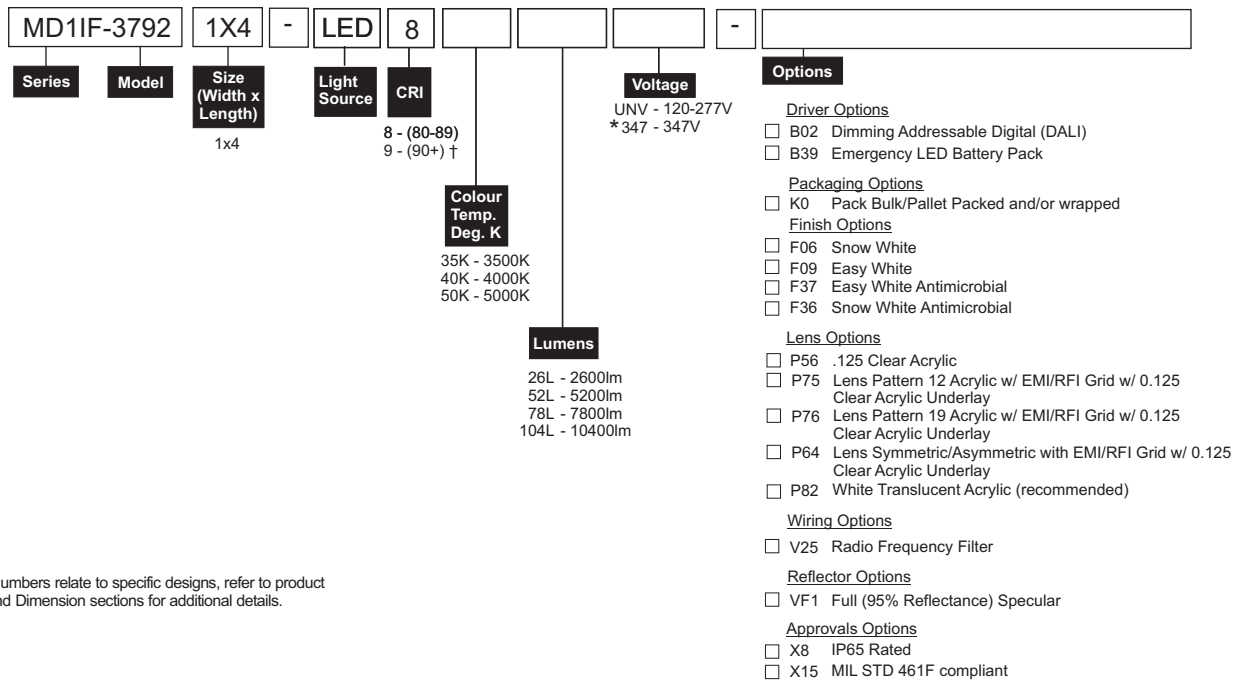 MD1IF-3792 1X4 - LED 8 -
Series Model Size (Width x Length) Light Source CRI Voltage Options
1x4
8 - (80-89)
9 - (90+) †
Colour Temp. Deg. K
35K - 3500K
40K - 4000K
50K - 5000K
Lumens
26L - 2600lm
52L - 5200lm
78L - 7800lm
104L - 10400lm
UNV - 120-277V
*347 - 347V
Driver Options
B02 Dimming Addressable Digital (DALI)
B39 Emergency LED Battery Pack
Packaging Options
K0 Pack Bulk/Pallet Packed and/or wrapped
Finish Options
F06 Snow White
F09 Easy White
F37 Easy White Antimicrobial
F36 Snow White Antimicrobial
Lens Options
P56 .125 Clear Acrylic
P75 Lens Pattern 12 Acrylic w/ EMI/RFI Grid w/ 0.125
Clear Acrylic Underlay
P76 Lens Pattern 19 Acrylic w/ EMI/RFI Grid w/ 0.125
Clear Acrylic Underlay
P64 Lens Symmetric/Asymmetric with EMI/RFI Grid w/ 0.125
Clear Acrylic Underlay
P82 White Translucent Acrylic (recommended)
Wiring Options
V25 Radio Frequency Filter
Reflector Options
VF1 Full (95% Reflectance) Specular
Approvals Options
X8 IP65 Rated
X15 MIL STD 461F compliant
relate to specific designs, refer to product
Dimension sections for additional details.